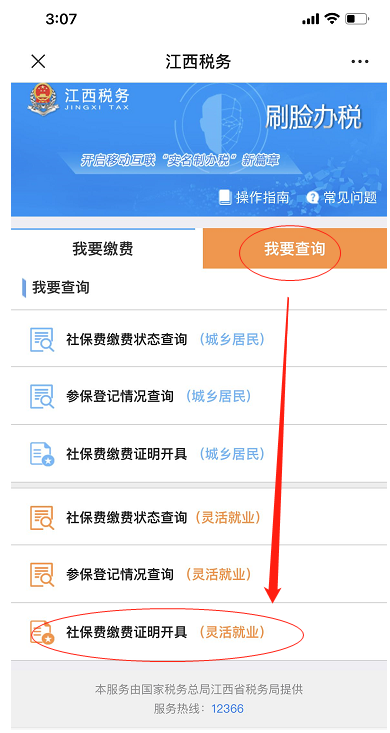 3:07
江西税务
江西税务
JINGXI TAX
刷脸办税
开启移动互联“实名制办税”新篇章
操作指南 ? 常见问题
我要缴费 我要查询
我要查询
社保费缴费状态查询 (城乡居民)
参保登记情况查询 (城乡居民)
社保费缴费证明开具 (城乡居民)
社保费缴费状态查询 (灵活就业)
参保登记情况查询 (灵活就业)
社保费缴费证明开具 (灵活就业)
本服务由国家税务总局江西省税务局提供
服务热线：12366